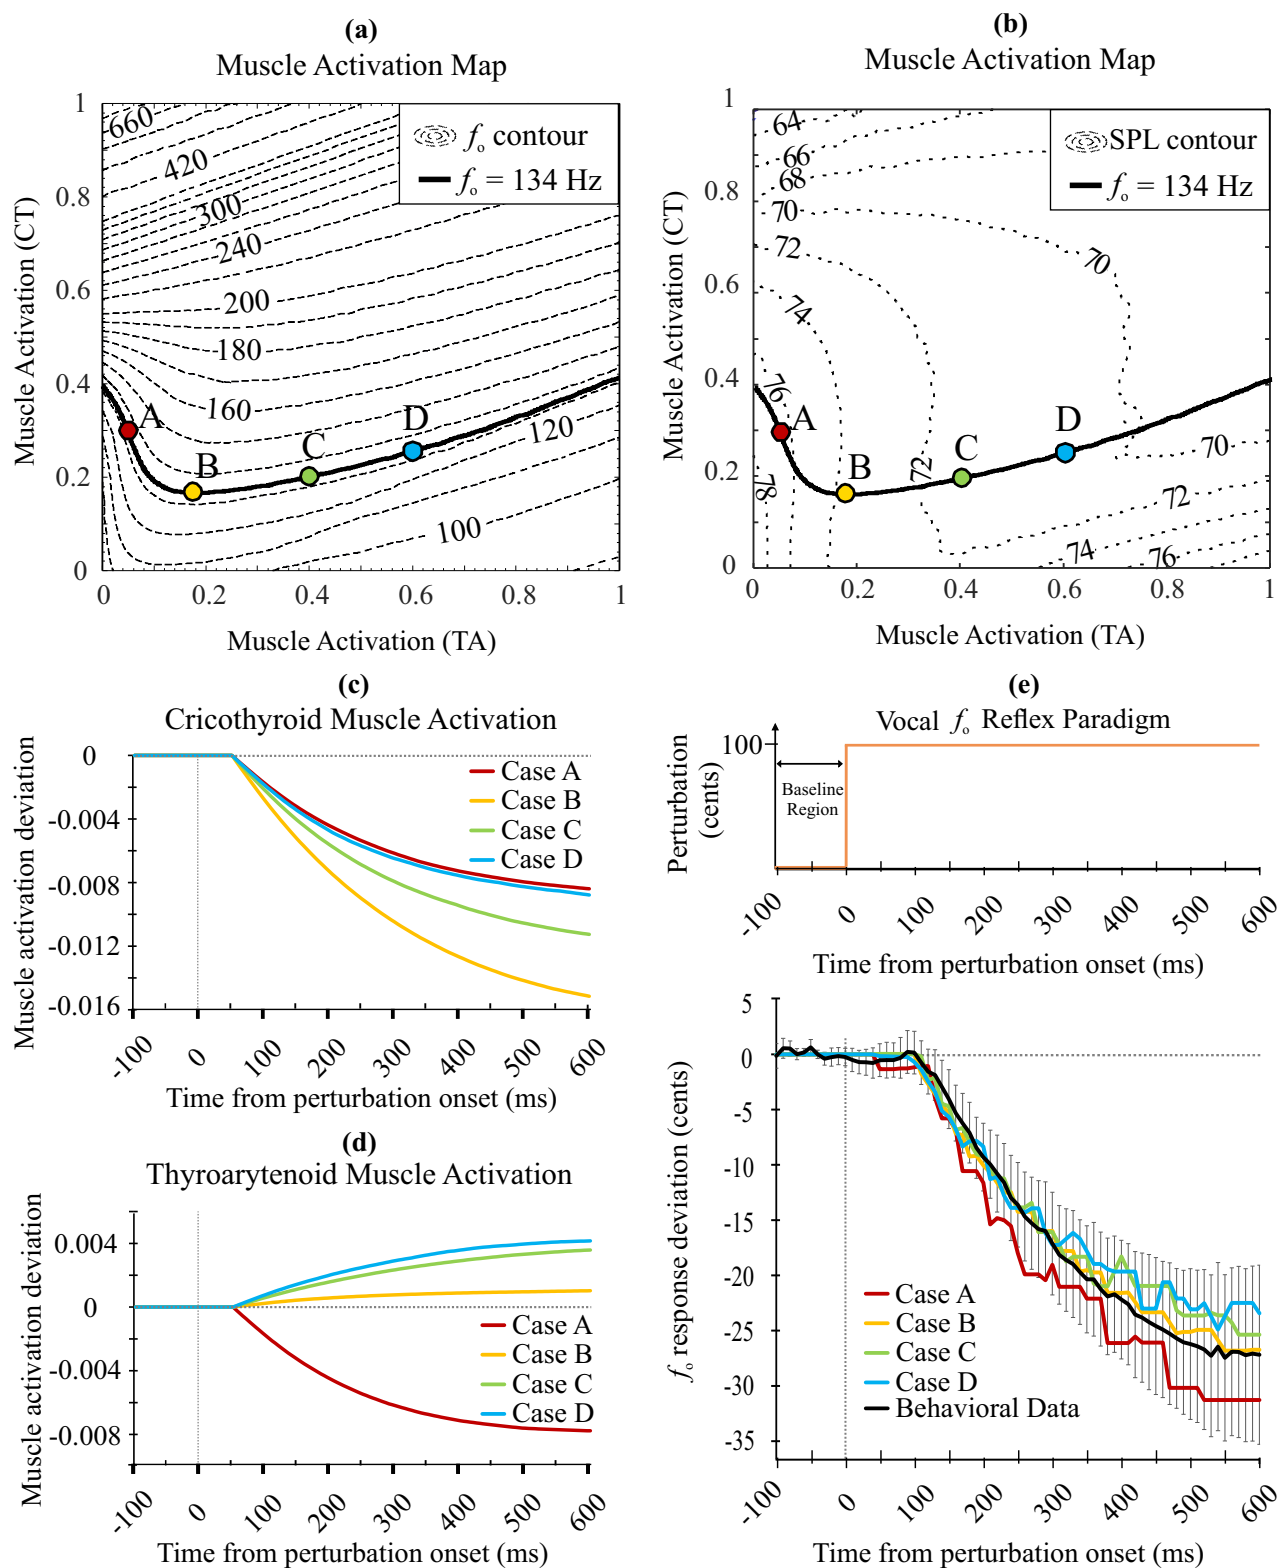 (a)
Muscle Activation Map
1
0.8
0.6
0.4
0.2
0
Muscle Activation (CT)
660
420
300
240
200
180
160
120
100
fo contour
fo = 134 Hz
A
B
C
D
0
0.2
0.4
0.6
0.8
1
Muscle Activation (TA)
(b)
Muscle Activation Map
1
0.8
0.6
0.4
0.2
0
Muscle Activation (CT)
64
66
68
70
72
74
76
78
70
72
70
72
74
76
SPL contour
fo = 134 Hz
A
B
C
D
0
0.2
0.4
0.6
0.8
1
Muscle Activation (TA)
(c)
Cricothyroid Muscle Activation
0
-0.004
-0.008
-0.012
-0.016
Muscle activation deviation
Case A
Case B
Case C
Case D
-100
0
100
200
300
400
500
600
Time from perturbation onset (ms)
(d)
Thyroarytenoid Muscle Activation
0.004
0
-0.004
-0.008
Muscle activation deviation
Case A
Case B
Case C
Case D
-100
0
100
200
300
400
500
600
Time from perturbation onset (ms)
(e)
Vocal fo Reflex Paradigm
100
Perturbation
(cents)
Baseline
Region
-100
0
100
200
300
400
500
600
Time from perturbation onset (ms)
5
0
-5
-10
-15
-20
-25
-30
-35
fo response deviation (cents)
Case A
Case B
Case C
Case D
Behavioral Data
-100
0
100
200
300
400
500
600
Time from perturbation onset (ms)